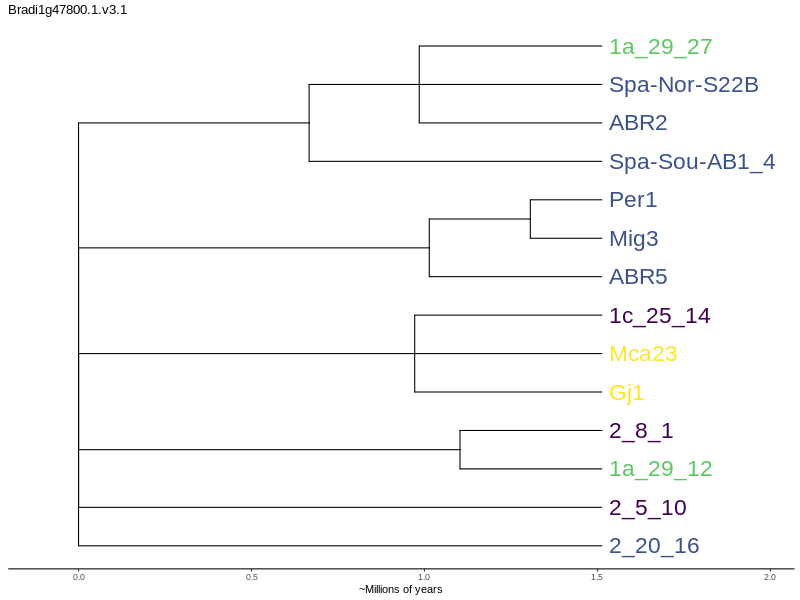 Bradi1g47800.1.v3.1
1a_29_27
Spa-Nor-S22B
ABR2
Spa-Sou-AB1_4
Per1
Mig3
ABR5
1c_25_14
Mca23
Gj1
2_8_1
1a_29_12
2_5_10
2_20_16
0.0 0.5 1.0 1.5 2.0
~Millions of years